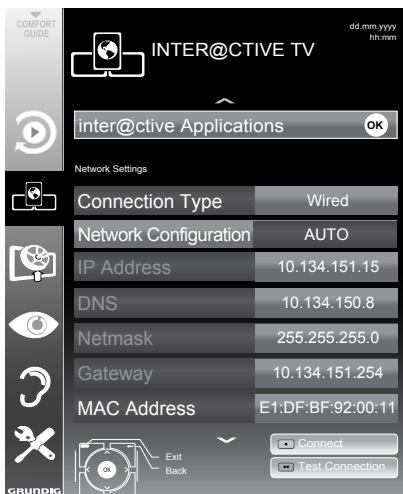 COMFORT
GUIDE
INTER@CTIVE TV
dd.mm.yyyy
hh:mm
inter@ctive Applications OK
Network Settings
Connection Type Wired
Network Configuration AUTO
IP Address 10.134.151.15
DNS 10.134.150.8
Netmask 255.255.255.0
Gateway 10.134.151.254
MAC Address E1:DF:BF:92:00:11
OK
Exit
Back
Connect
Test Connection
GRUNDIG